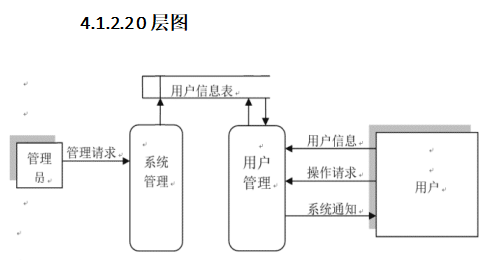 4.1.2.20 层图
用户信息表
管理
员
管理请求
系统
管理
用户
管理
用户信息
操作请求
系统通知
用户